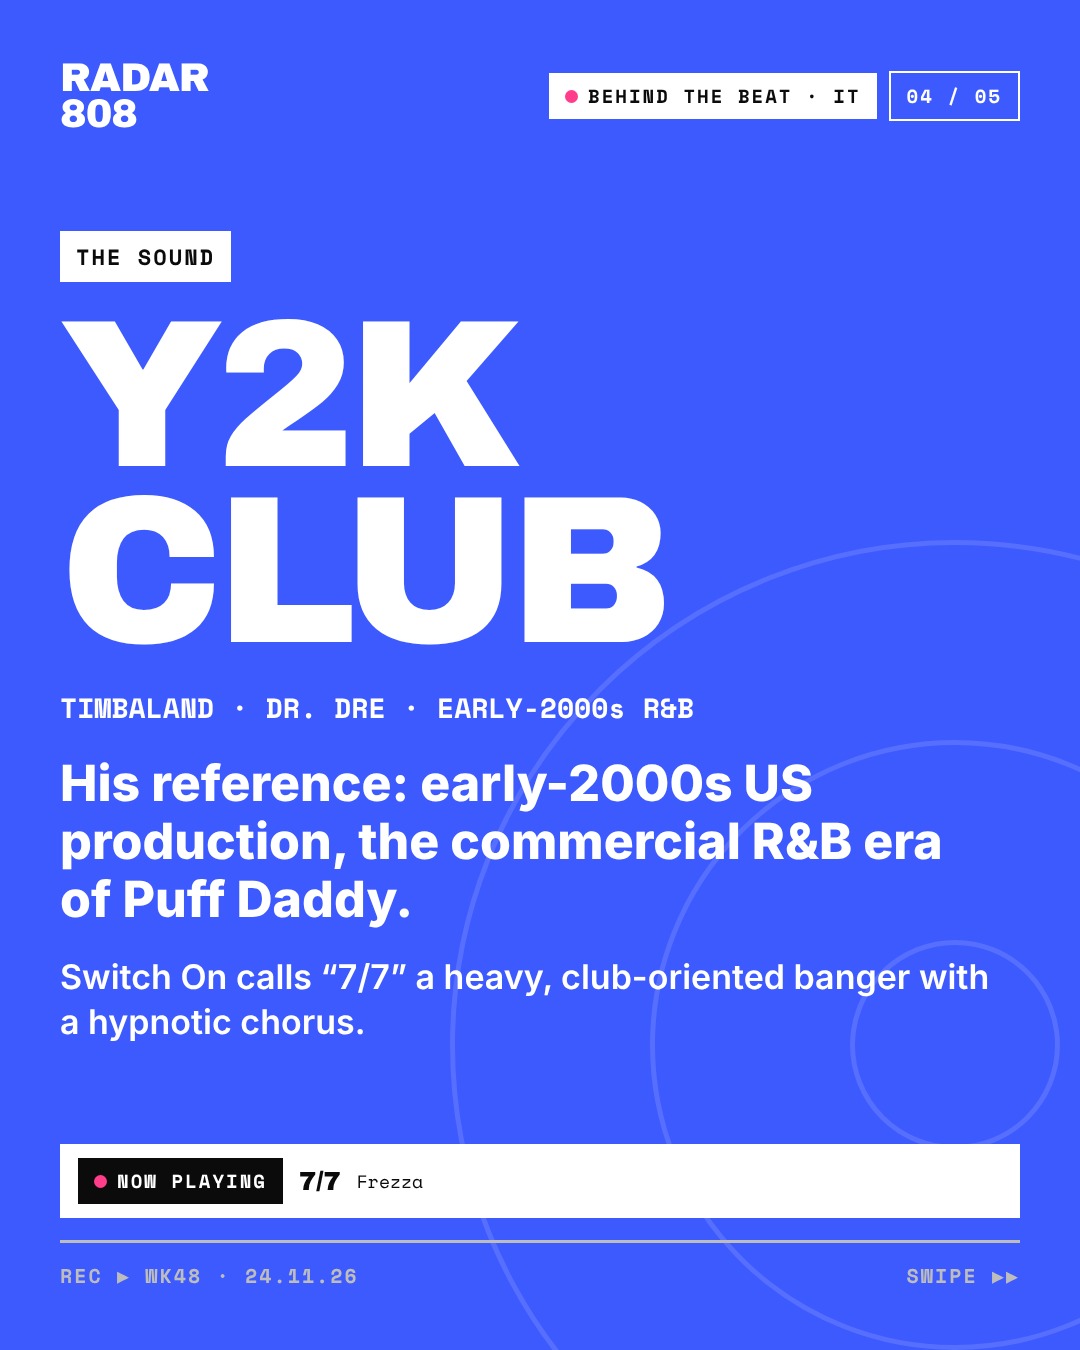 RADAR
808
BEHIND THE BEAT · IT
04 / 05
THE SOUND
Y2K
CLUB
TIMBALAND · DR. DRE · EARLY-2000s R&B
His reference: early-2000s US
production, the commercial R&B era
of Puff Daddy.
Switch On calls “7/7” a heavy, club-oriented banger with
a hypnotic chorus.
NOW PLAYING 7/7 Frezza
REC ▶ WK48 · 24.11.26
SWIPE ▶▶